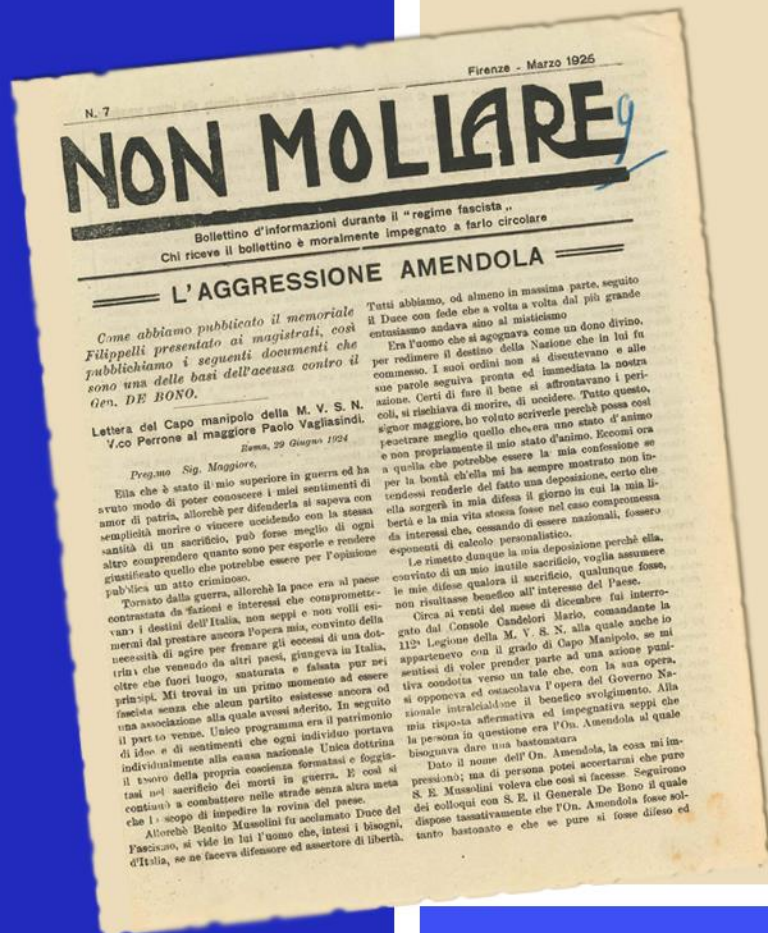 Firenze - Marzo 1925
N. 7
NON MOLLARE
9
Bollettino d'informazioni durante il "regime fascista„
Chi riceve il bollettino è moralmente impegnato a farlo circolare
L'AGGRESSIONE AMENDOLA
Come abbiamo pubblicato il memoriale
Filippelli presentato ai magistrati, così
pubblichiamo i seguenti documenti che
sono una delle basi dell'accusa contro il
Gen. DE BONO.
Lettera del Capo manipolo della M. V. S. N.
V.co Perrone al maggiore Paolo Vagliasindi.
Roma, 29 Giugno 1924
Preg.mo Sig. Maggiore,
Ella che è stato il mio superiore in guerra ed ha
avuto modo di poter conoscere i miei sentimenti di
amor di patria, allorchè per difenderla si sapeva con
semplicità morire o vincere uccidendo con la stessa
santità di un sacrificio, può forse meglio di ogni
altro comprendere quanto sono per esporle e rendere
giustificato quello che potrebbe essere per l'opinione
pubblica un atto criminoso.
Tornato dalla guerra, allorchè la pace era al paese
contrastata da fazioni e interessi che compromette-
vano i destini dell'Italia, non seppi e non volli esi-
mermi dal prestare ancora l'opera mia, convinto della
necessità di agire per frenare gli eccessi di una dot-
trina che venendo da altri paesi, giungeva in Italia,
oltre che fuori luogo, snaturata e falsata pur nei
principi. Mi trovai in un primo momento ad essere
fascista senza che alcun partito esistesse ancora od
una associazione alla quale avessi aderito. In seguito
il partito venne. Unico programma era il patrimonio
di idee e di sentimenti che ogni individuo portava
individualmente alla causa nazionale Unica dottrina
il tesoro della propria coscienza formatasi e foggia-
tasi nel sacrificio dei morti in guerra. E così si
continuò a combattere nelle strade senza altra meta
che lo scopo di impedire la rovina del paese.
Allorchè Benito Mussolini fu acclamato Duce del
Fascismo, si vide in lui l'uomo che, intesi i bisogni,
d'Italia, se ne faceva difensore ed assertore di libertà.
Tutti abbiamo, od almeno in massima parte, seguito
il Duce con fede che a volta a volta dal più grande
entusiasmo andava sino al misticismo
Era l'uomo che si agognava come un dono divino,
per redimere il destino della Nazione che in lui fu
commesso. I suoi ordini non si discutevano e alle
sue parole seguiva pronta ed immediata la nostra
azione. Certi di fare il bene si affrontavano i peri-
coli, si rischiava di morire, di uccidere. Tutto questo,
signor maggiore, ho voluto scriverle perchè possa così
penetrare meglio quello che era uno stato d'animo
e non propriamente il mio stato d'animo. Eccomi ora
a quella che potrebbe essere la mia confessione se
per la bontà ch'ella mi ha sempre mostrato non in-
tendessi renderle del fatto una deposizione, certo che
ella sorgerà in mia difesa il giorno in cui la mia li-
bertà e la mia vita stessa fosse nel caso compromessa
da interessi che, cessando di essere nazionali, fossero
esponenti di calcolo personalistico.
Le rimetto dunque la mia deposizione perchè ella,
convinto di un mio inutile sacrificio, voglia assumere
le mie difese qualora il sacrificio, qualunque fosse,
non risultasse benefico all'interesse del Paese.
Circa ai venti del mese di dicembre fui interro-
gato dal Console Candelori Mario, comandante la
112ª Legione della M. V. S. N. alla quale anche io
appartenevo con il grado di Capo Manipolo, se mi
sentissi di voler prender parte ad una azione puni-
tiva condotta verso un tale che, con la sua opera,
si opponeva ed ostacolava l'opera del Governo Na-
zionale intralciandone il benefico svolgimento. Alla
mia risposta affermativa ed impegnativa seppi che
la persona in questione era l'On. Amendola al quale
bisognava dare una bastonatura
Dato il nome dell'On. Amendola, la cosa mi im-
pressionò; ma di persona potei accertarmi che pure
S. E. Mussolini voleva che così si facesse. Seguirono
dei colloqui con S. E. il Generale De Bono il quale
dispose tassativamente che l'On. Amendola fosse sol-
tanto bastonato e che se pure si fosse difeso ed